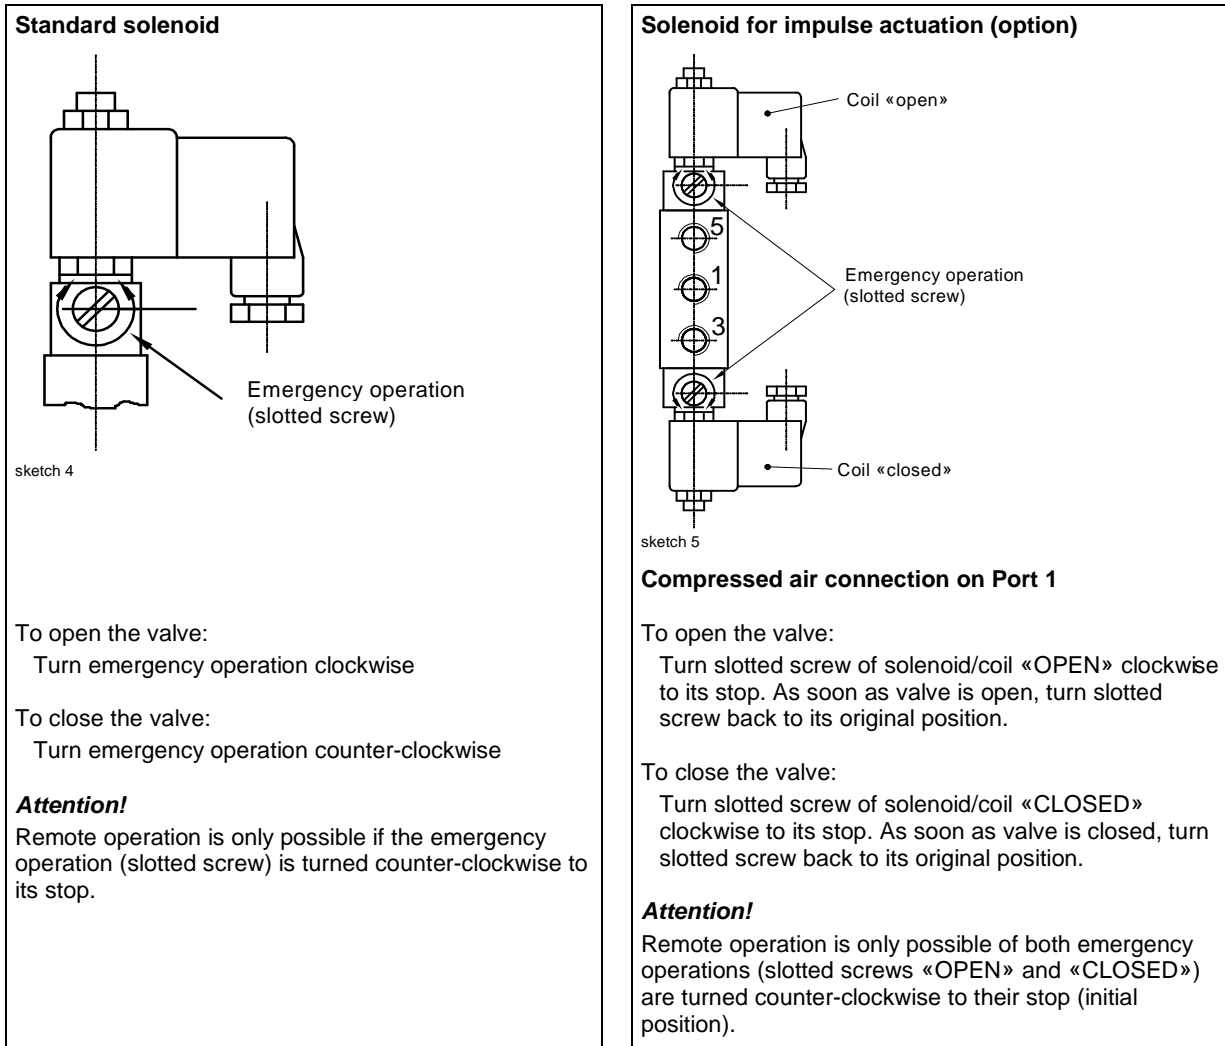 Standard solenoid
Emergency operation
(slotted screw)
sketch 4
To open the valve:
Turn emergency operation clockwise
To close the valve:
Turn emergency operation counter-clockwise
Attention!
Remote operation is only possible if the emergency
operation (slotted screw) is turned counter-clockwise to
its stop.
Solenoid for impulse actuation (option)
Coil «open»
5
1
Emergency operation
(slotted screw)
3
Coil «closed»
sketch 5
Compressed air connection on Port 1
To open the valve:
Turn slotted screw of solenoid/coil «OPEN» clockwise
to its stop. As soon as valve is open, turn slotted
screw back to its original position.
To close the valve:
Turn slotted screw of solenoid/coil «CLOSED»
clockwise to its stop. As soon as valve is closed, turn
slotted screw back to its original position.
Attention!
Remote operation is only possible of both emergency
operations (slotted screws «OPEN» and «CLOSED»)
are turned counter-clockwise to their stop (initial
position).